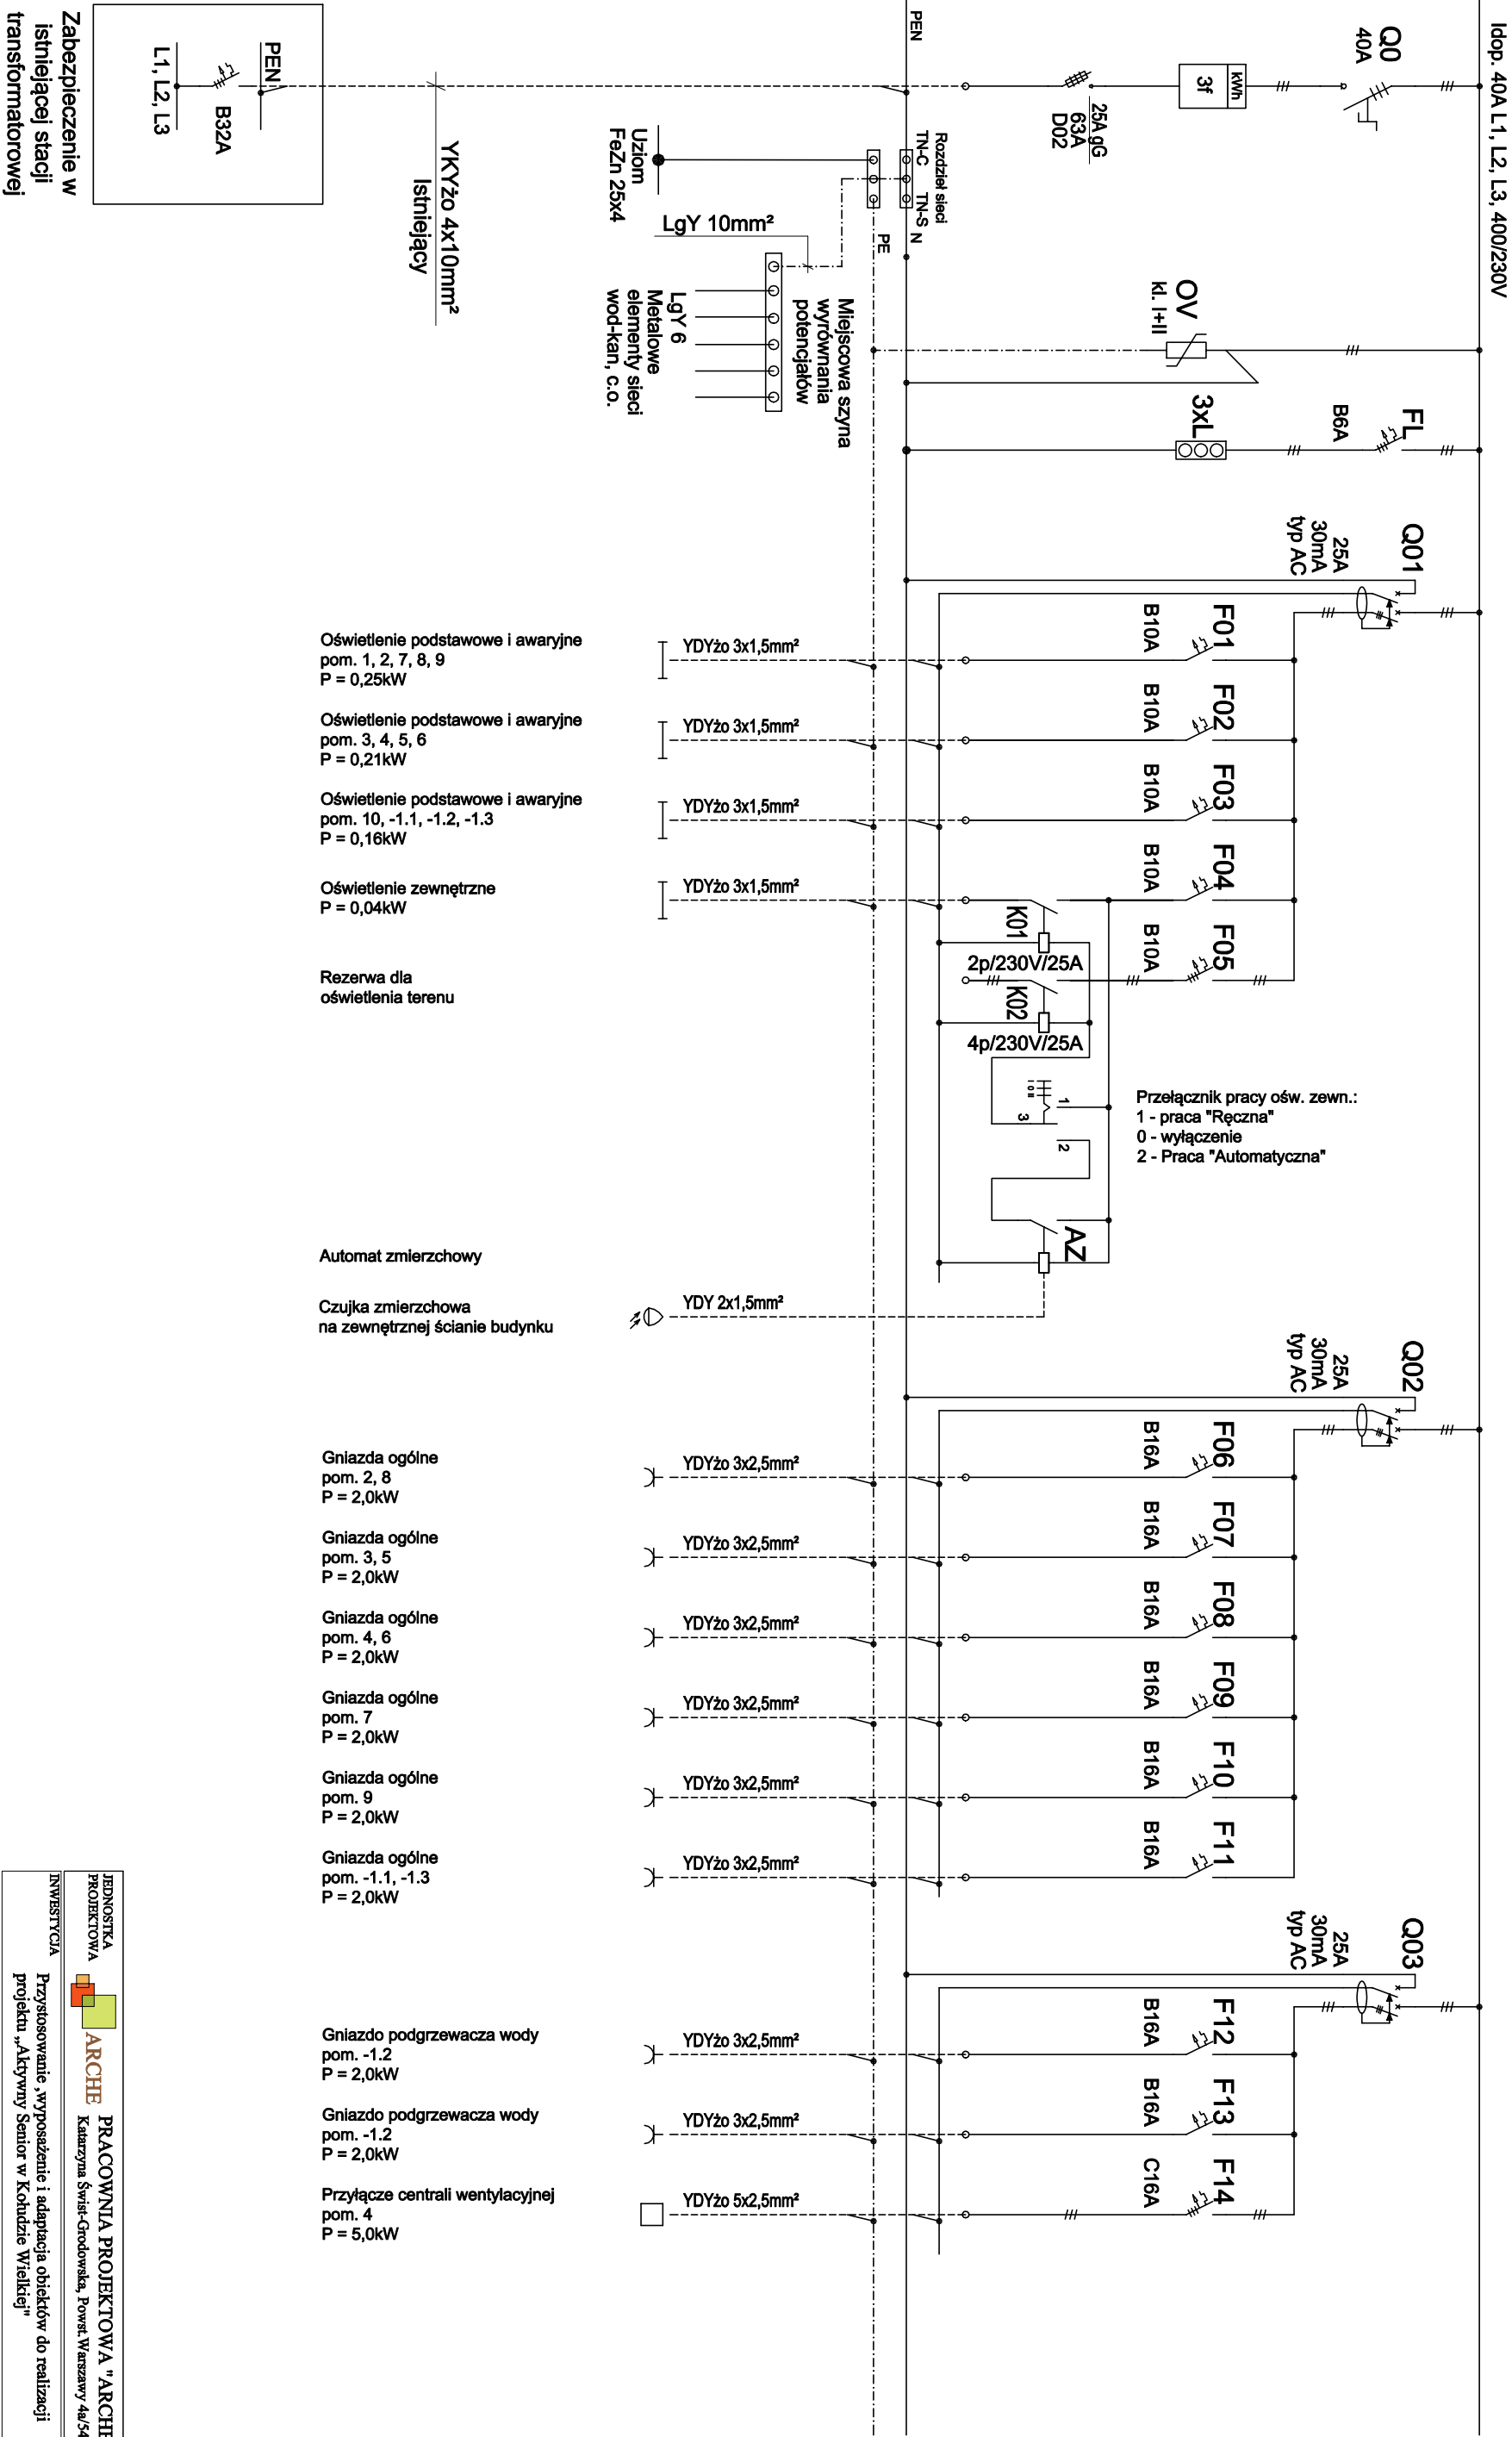 Idop. 40A L1, L2, L3, 400/230V
Q0
40A
kWh
3f
25A gG
63A
D02
PEN
Rozdział sieci
TN-C TN-S
N
PE
Uziom
FeZn 25x4
LgY 10mm²
Miejscowa szyna
wyrównania
potencjałów
LgY 6
Metalowe
elementy sieci
wod-kan, c.o.
YKYżo 4x10mm²
Istniejący
PEN
B32A
L1, L2, L3
Zabezpieczenie w
istniejącej stacji
transformatorowej
OV
kl. I+II
FL
B6A
3xL
Q01
25A
30mA
typ AC
F01
B10A
YDYżo 3x1,5mm²
Oświetlenie podstawowe i awaryjne
pom. 1, 2, 7, 8, 9
P = 0,25kW
F02
B10A
YDYżo 3x1,5mm²
Oświetlenie podstawowe i awaryjne
pom. 3, 4, 5, 6
P = 0,21kW
F03
B10A
YDYżo 3x1,5mm²
Oświetlenie podstawowe i awaryjne
pom. 10, -1.1, -1.2, -1.3
P = 0,16kW
F04
B10A
YDYżo 3x1,5mm²
Oświetlenie zewnętrzne
P = 0,04kW
K01
2p/230V/25A
F05
B10A
K02
4p/230V/25A
Rezerwa dla
oświetlenia terenu
Przełącznik pracy ośw. zewn.:
1 - praca "Ręczna"
0 - wyłączenie
2 - Praca "Automatyczna"
I 0 II
1
3
2
AZ
Automat zmierzchowy
Czujka zmierzchowa
na zewnętrznej ścianie budynku
YDY 2x1,5mm²
Q02
25A
30mA
typ AC
F06
B16A
YDYżo 3x2,5mm²
Gniazda ogólne
pom. 2, 8
P = 2,0kW
F07
B16A
YDYżo 3x2,5mm²
Gniazda ogólne
pom. 3, 5
P = 2,0kW
F08
B16A
YDYżo 3x2,5mm²
Gniazda ogólne
pom. 4, 6
P = 2,0kW
F09
B16A
YDYżo 3x2,5mm²
Gniazda ogólne
pom. 7
P = 2,0kW
F10
B16A
YDYżo 3x2,5mm²
Gniazda ogólne
pom. 9
P = 2,0kW
F11
B16A
YDYżo 3x2,5mm²
Gniazda ogólne
pom. -1.1, -1.3
P = 2,0kW
Q03
25A
30mA
typ AC
F12
B16A
YDYżo 3x2,5mm²
Gniazdo podgrzewacza wody
pom. -1.2
P = 2,0kW
F13
B16A
YDYżo 3x2,5mm²
Gniazdo podgrzewacza wody
pom. -1.2
P = 2,0kW
F14
C16A
YDYżo 5x2,5mm²
Przyłącze centrali wentylacyjnej
pom. 4
P = 5,0kW
JEDNOSTKA
PROJEKTOWA
ARCHE
PRACOWNIA PROJEKTOWA "ARCHE
Katarzyna Świst-Grodowska, Powst.Warszawy 4a/54
INWESTYCJA
Przystosowanie ,wyposażenie i adaptacja obiektów do realizacji
projektu „Aktywny Senior w Kołudzie Wielkiej"